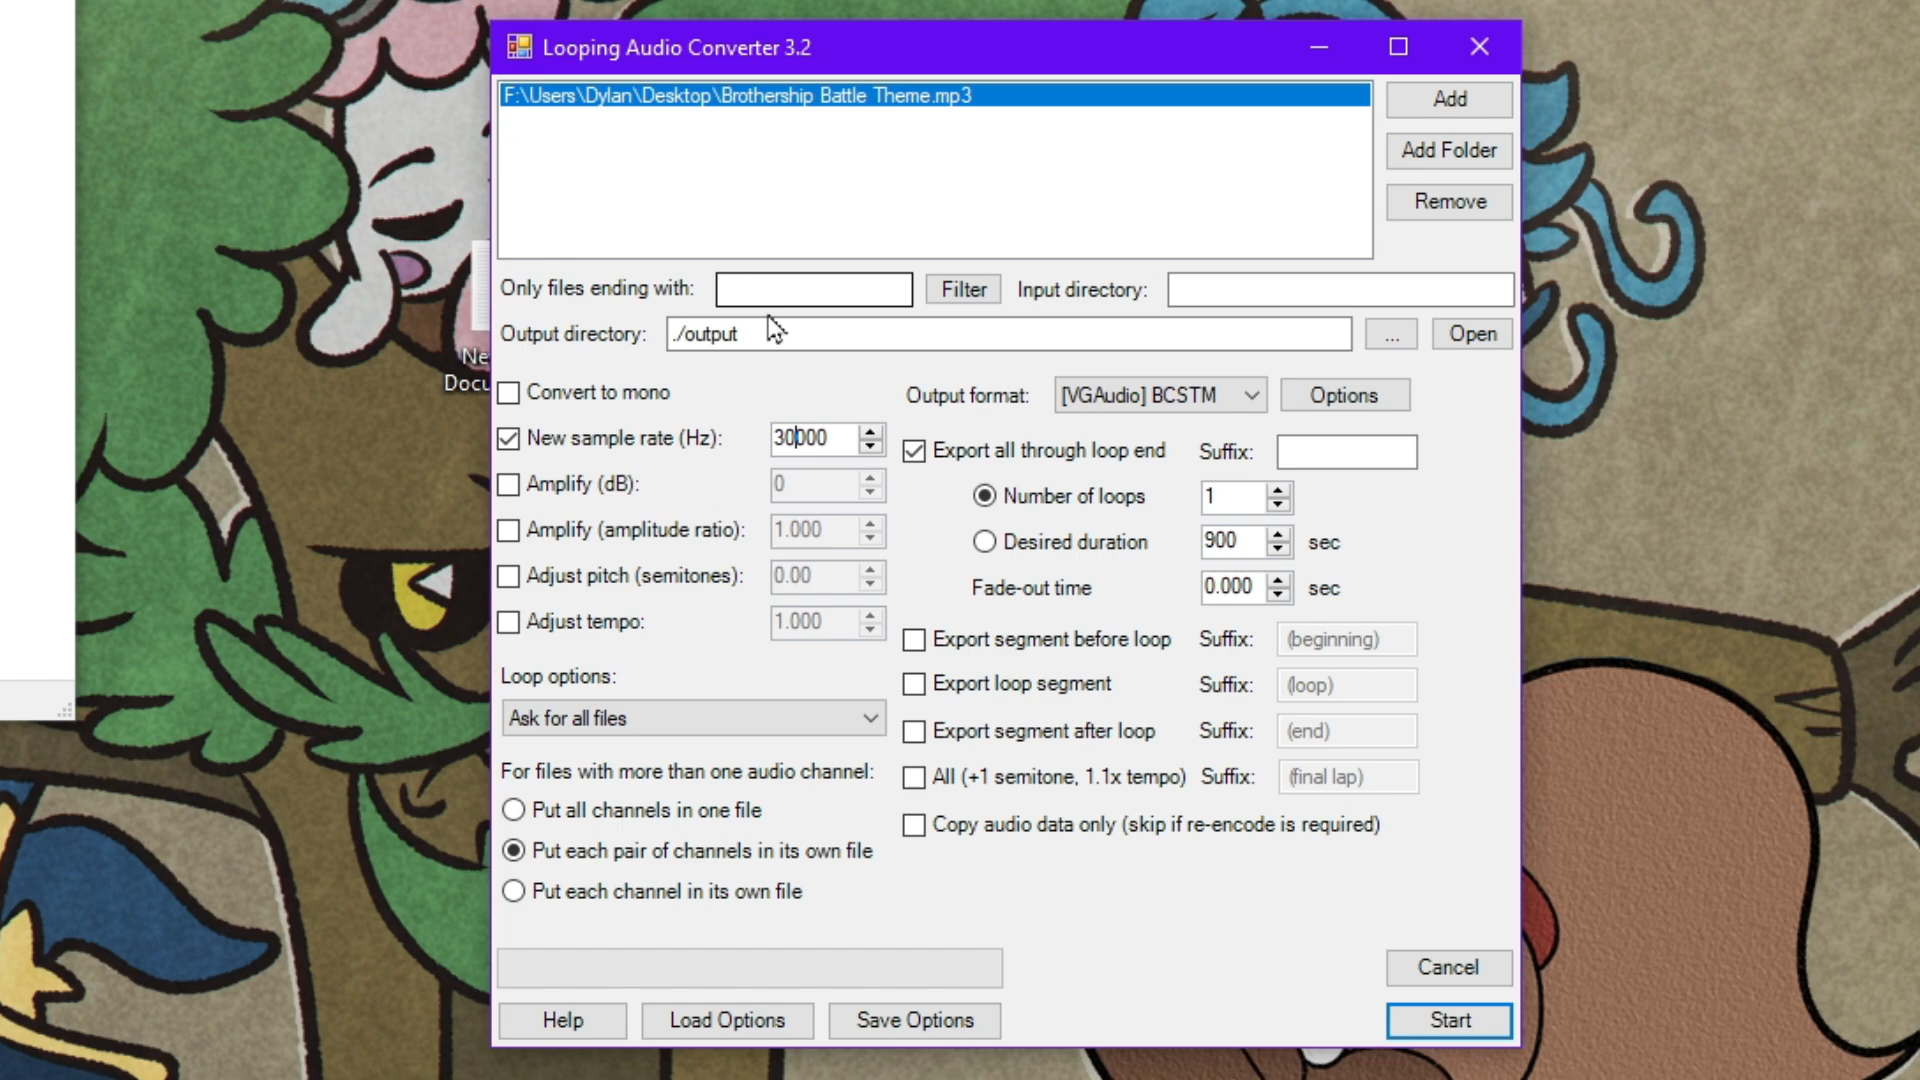 Looping Audio Converter 3.2
F:\Users\Dylan\Desktop\Brothership Battle Theme.mp3
Add
Add Folder
Remove
Only files ending with:
Filter
Input directory:
Output directory:
./output
...
Open
Ne
Docu
Convert to mono
Output format:
[VGAudio] BCSTM
Options
New sample rate (Hz):
30000
Export all through loop end
Suffix:
Amplify (dB):
0
Number of loops
1
Amplify (amplitude ratio):
1.000
Desired duration
900
sec
Adjust pitch (semitones):
0.00
Fade-out time
0.000
sec
Adjust tempo:
1.000
Export segment before loop
Suffix:
(beginning)
Loop options:
Export loop segment
Suffix:
(loop)
Ask for all files
Export segment after loop
Suffix:
(end)
For files with more than one audio channel:
All (+1 semitone, 1.1x tempo)
Suffix:
(final lap)
Put all channels in one file
Copy audio data only (skip if re-encode is required)
Put each pair of channels in its own file
Put each channel in its own file
Cancel
Help
Load Options
Save Options
Start